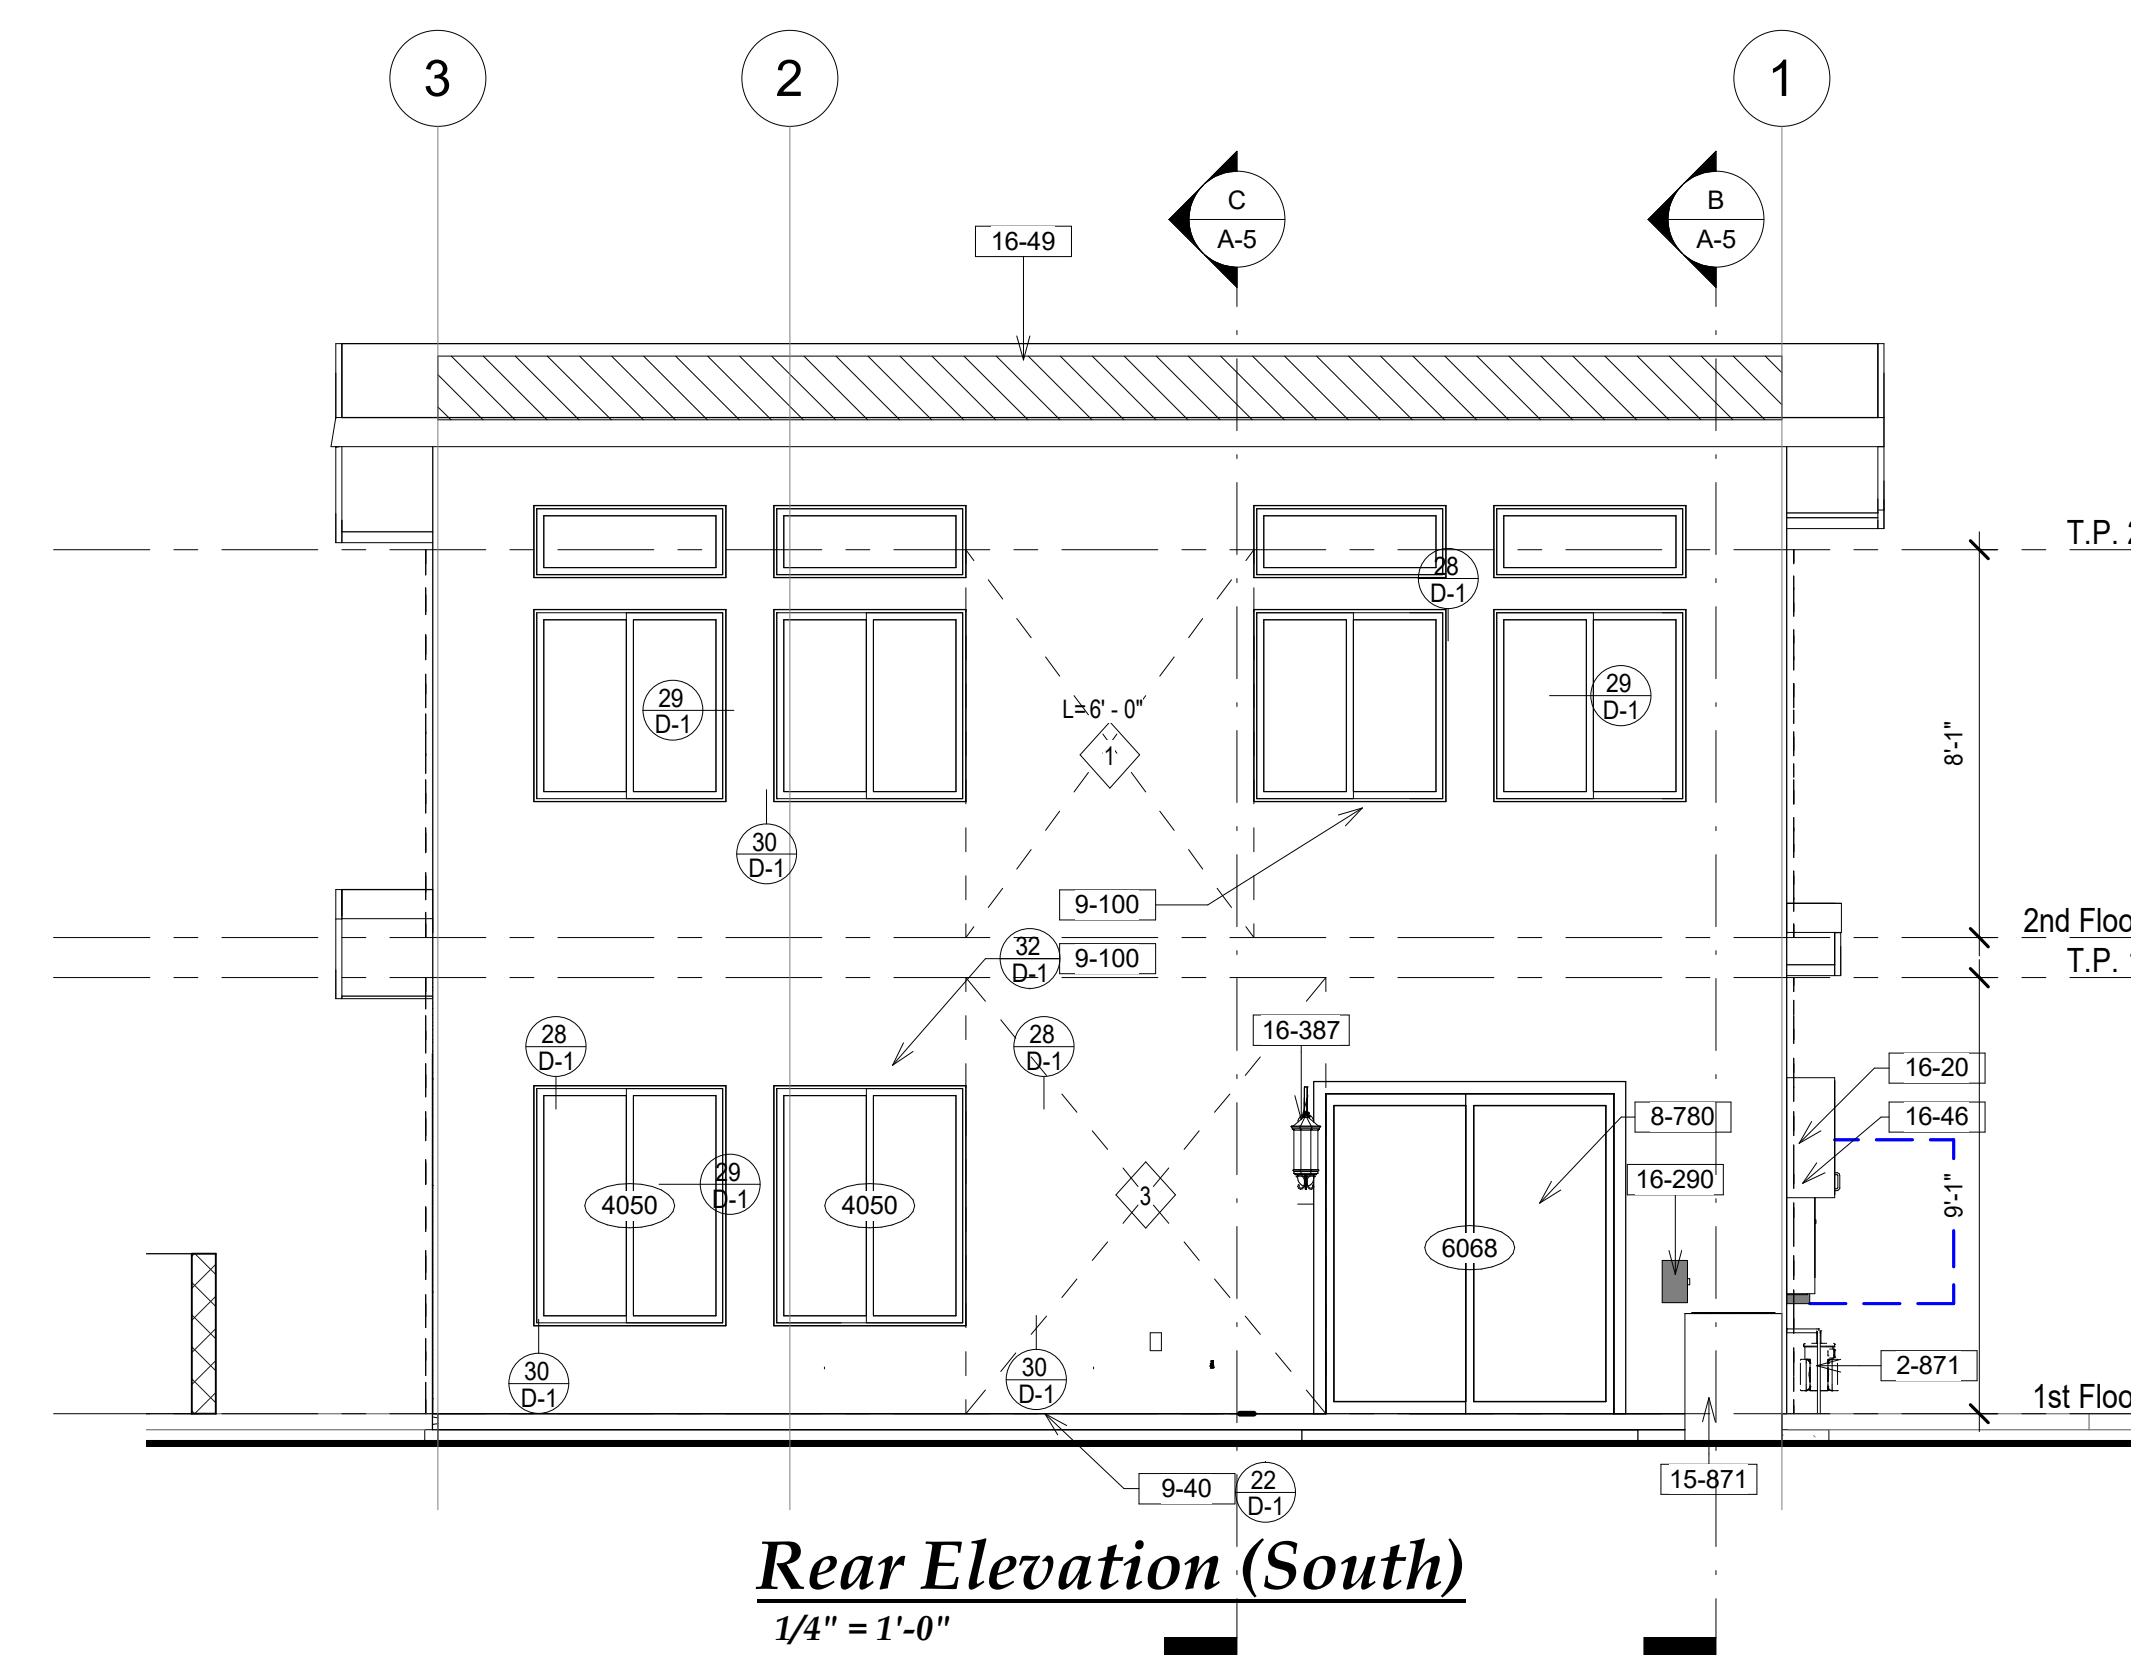 3
2
1
C
A-5
B
A-5
16-49
T.P. 2
28
D-1
29
D-1
29
D-1
L= 6' - 0"
1
8'-1"
30
D-1
9-100
2nd Floo
32
D-1
9-100
T.P. 1
28
D-1
28
D-1
16-387
16-20
8-780
16-46
29
D-1
16-290
4050
4050
3
9'-1"
6068
30
D-1
30
D-1
2-871
1st Floo
9-40
22
D-1
15-871
Rear Elevation (South)
1/4" = 1'-0"